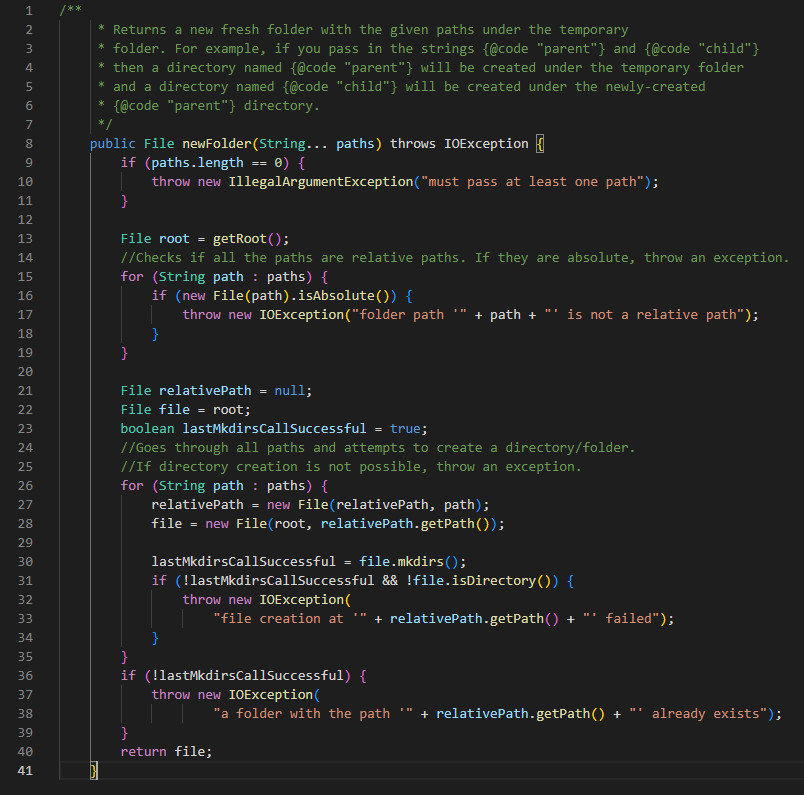 1 /**
2 * Returns a new fresh folder with the given paths under the temporary
3 * folder. For example, if you pass in the strings {@code "parent"} and {@code "child"}
4 * then a directory named {@code "parent"} will be created under the temporary folder
5 * and a directory named {@code "child"} will be created under the newly-created
6 * {@code "parent"} directory.
7 */
8 public File newFolder(String... paths) throws IOException {
9 if (paths.length == 0) {
10 throw new IllegalArgumentException("must pass at least one path");
11 }
12
13 File root = getRoot();
14 //Checks if all the paths are relative paths. If they are absolute, throw an exception.
15 for (String path : paths) {
16 if (new File(path).isAbsolute()) {
17 throw new IOException("folder path '" + path + "' is not a relative path");
18 }
19 }
20
21 File relativePath = null;
22 File file = root;
23 boolean lastMkdirsCallSuccessful = true;
24 //Goes through all paths and attempts to create a directory/folder.
25 //If directory creation is not possible, throw an exception.
26 for (String path : paths) {
27 relativePath = new File(relativePath, path);
28 file = new File(root, relativePath.getPath());
29
30 lastMkdirsCallSuccessful = file.mkdirs();
31 if (!lastMkdirsCallSuccessful && !file.isDirectory()) {
32 throw new IOException(
33 "file creation at '" + relativePath.getPath() + "' failed");
34 }
35 }
36 if (!lastMkdirsCallSuccessful) {
37 throw new IOException(
38 "a folder with the path '" + relativePath.getPath() + "' already exists");
39 }
40 return file;
41 }